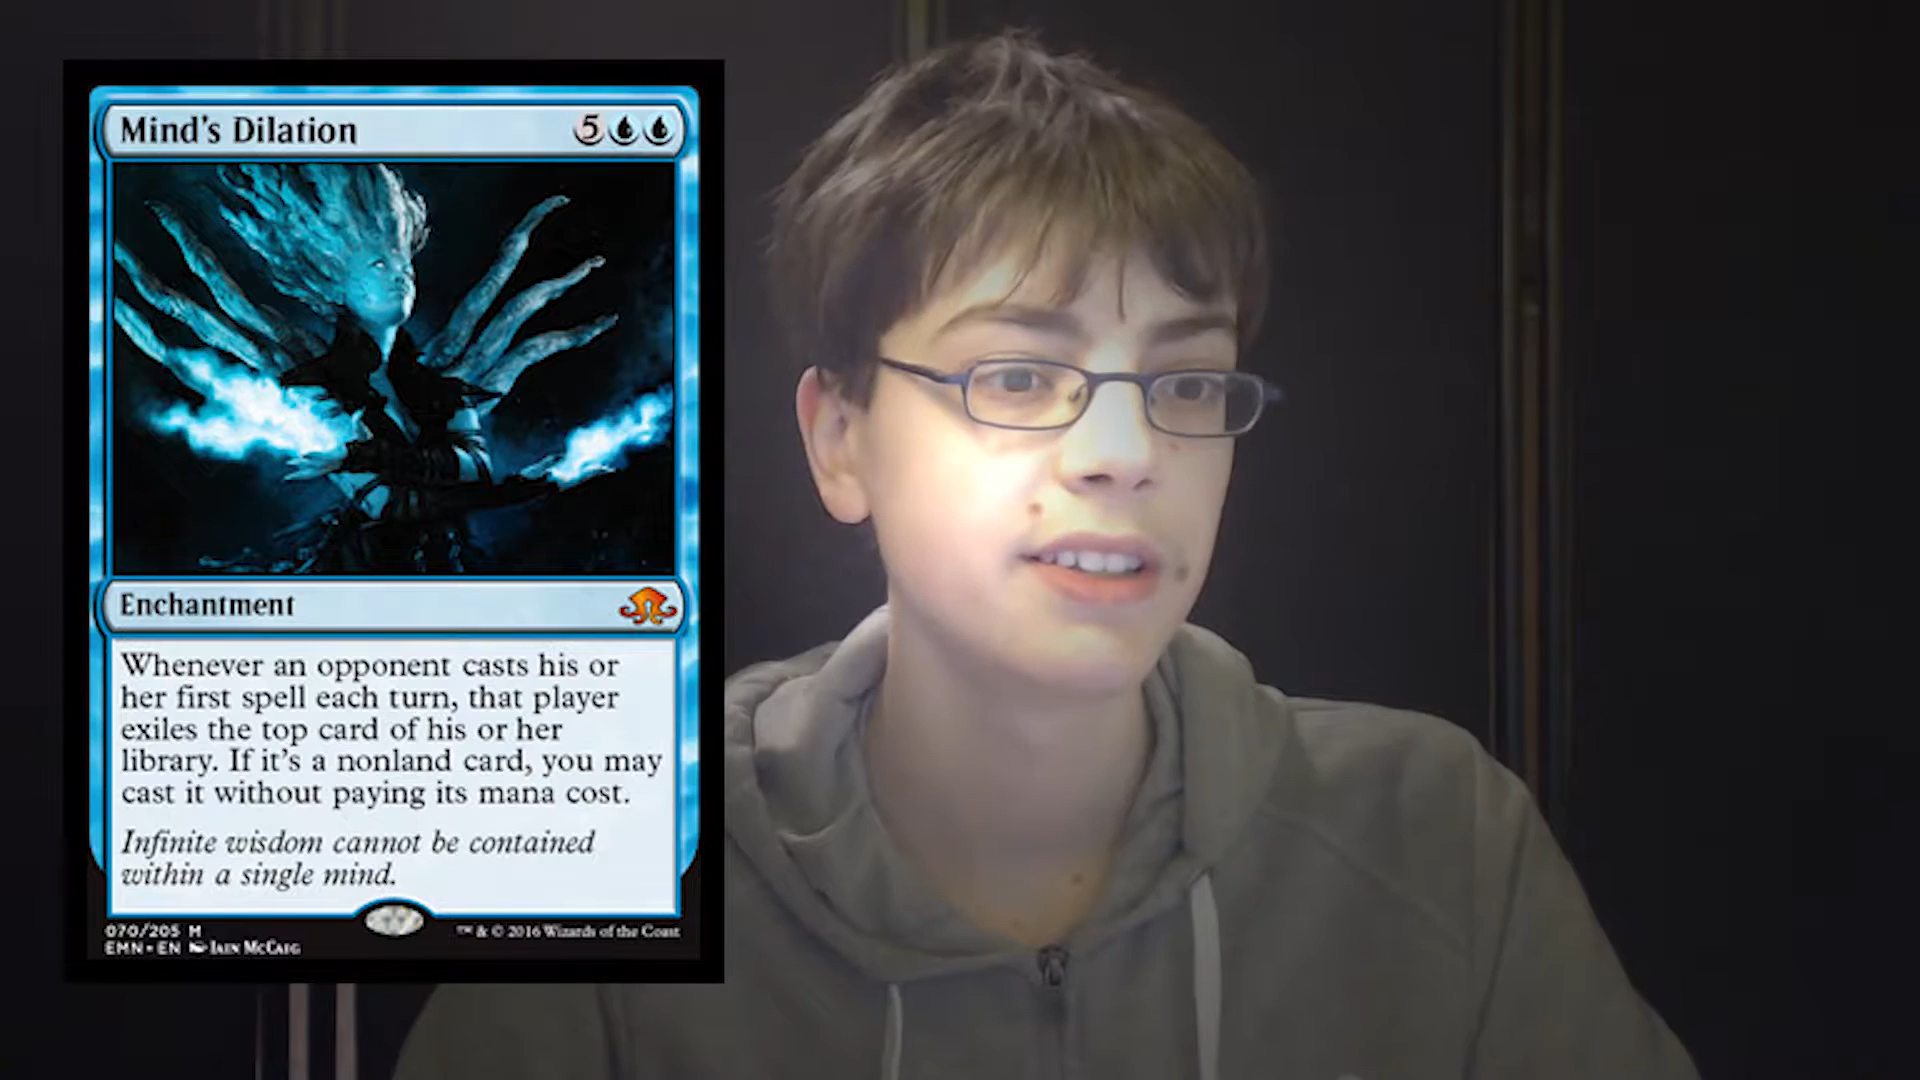 Mind's Dilation 5
Enchantment
Whenever an opponent casts his or
her first spell each turn, that player
exiles the top card of his or her
library. If it's a nonland card, you may
cast it without paying its mana cost.
Infinite wisdom cannot be contained
within a single mind.
070/205 M
EMN • EN Iain McCaig
™ & © 2016 Wizards of the Coast